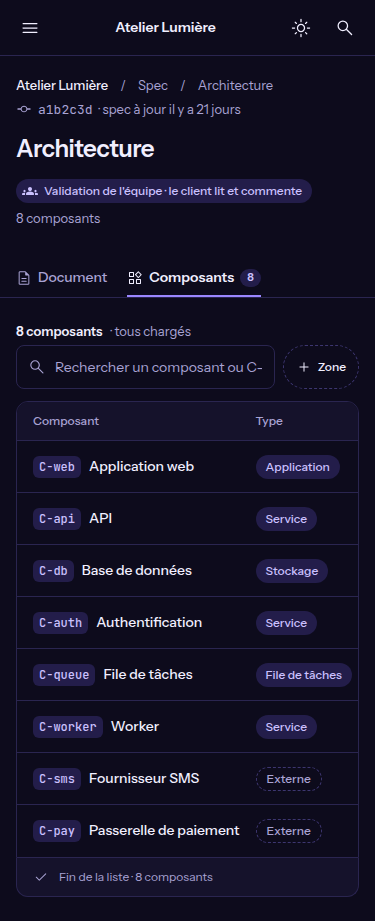 Atelier Lumière
Atelier Lumière / Spec / Architecture
a1b2c3d · spec à jour il y a 21 jours
Architecture
Validation de l'équipe · le client lit et commente
8 composants
Document Composants 8
8 composants · tous chargés
Rechercher un composant ou C- + Zone
Composant Type
C-web Application web Application
C-api API Service
C-db Base de données Stockage
C-auth Authentification Service
C-queue File de tâches File de tâches
C-worker Worker Service
C-sms Fournisseur SMS Externe
C-pay Passerelle de paiement Externe
Fin de la liste · 8 composants